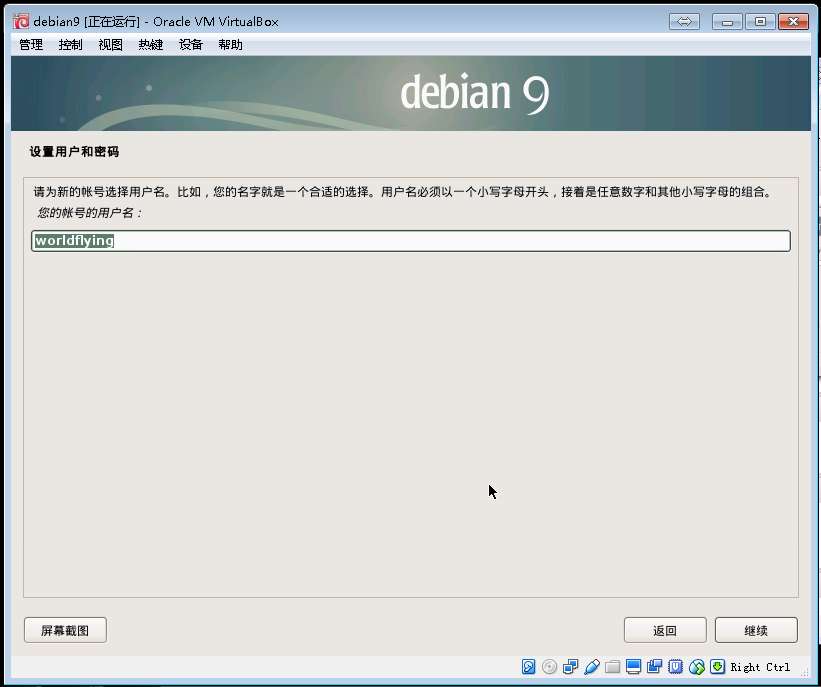 debian9 [正在运行] - Oracle VM VirtualBox
管理 控制 视图 热键 设备 帮助
debian 9
设置用户和密码
请为新的帐号选择用户名。比如，您的名字就是一个合适的选择。用户名必须以一个小写字母开头，接着是任意数字和其他小写字母的组合。
您的帐号的用户名：
worldflying
屏幕截图 返回 继续
Right Ctrl